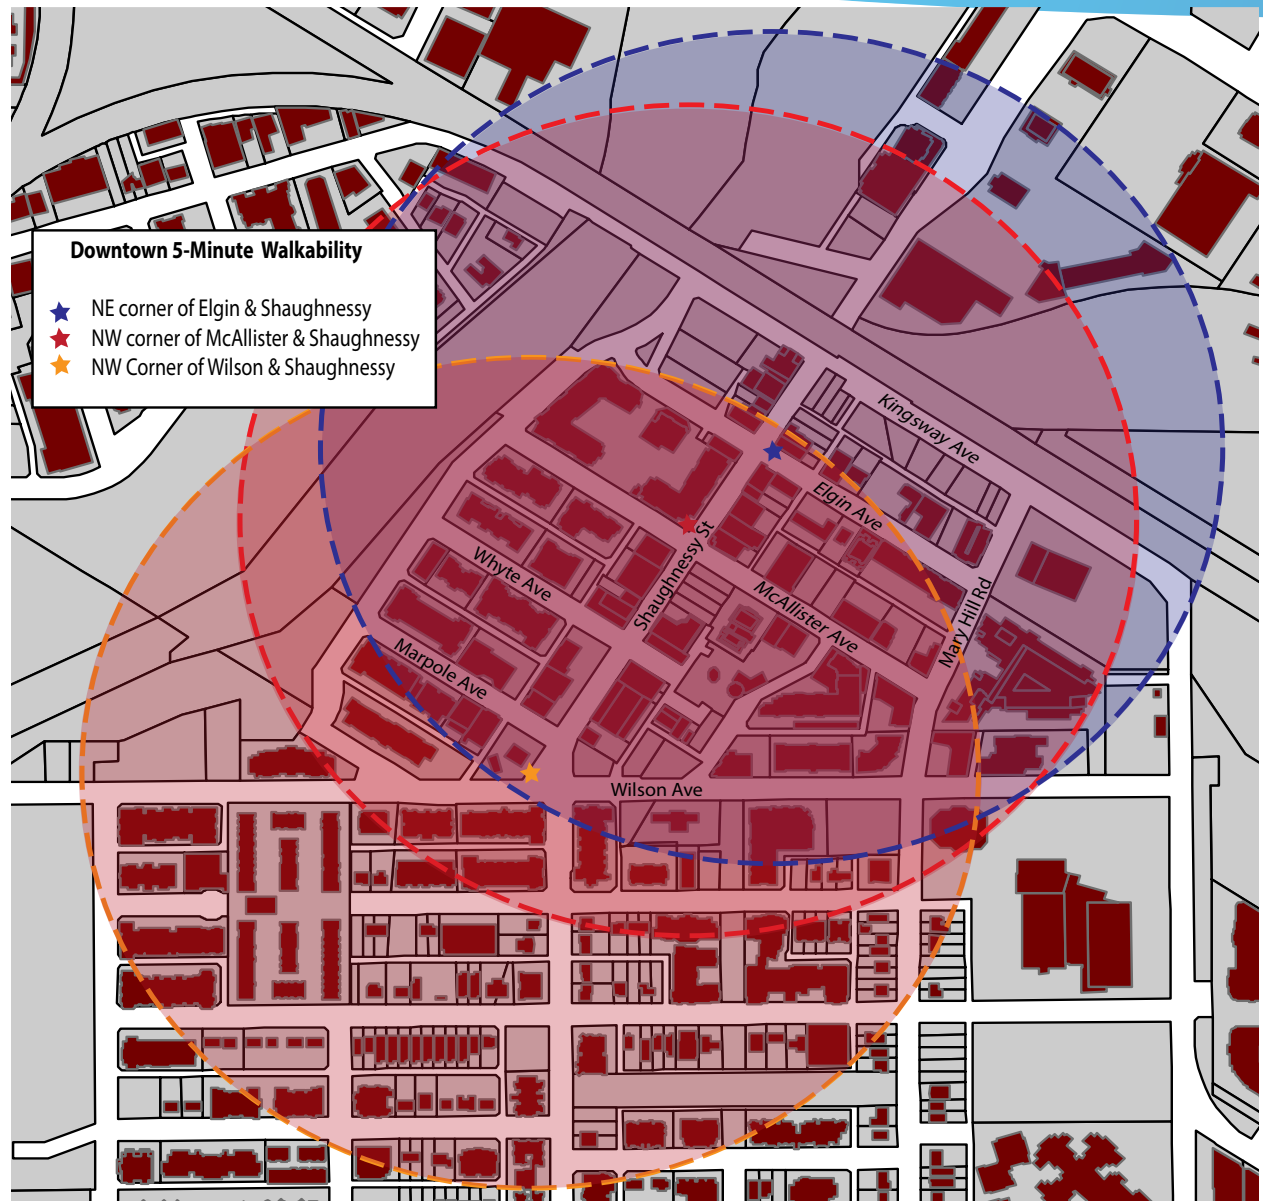 Downtown 5-Minute Walkability
NE corner of Elgin & Shaughnessy
NW corner of McAllister & Shaughnessy
NW Corner of Wilson & Shaughnessy
Kingsway Ave
Elgin Ave
Shaughnessy St
Whyte Ave
McAllister Ave
Mary Hill Rd
Marpole Ave
Wilson Ave